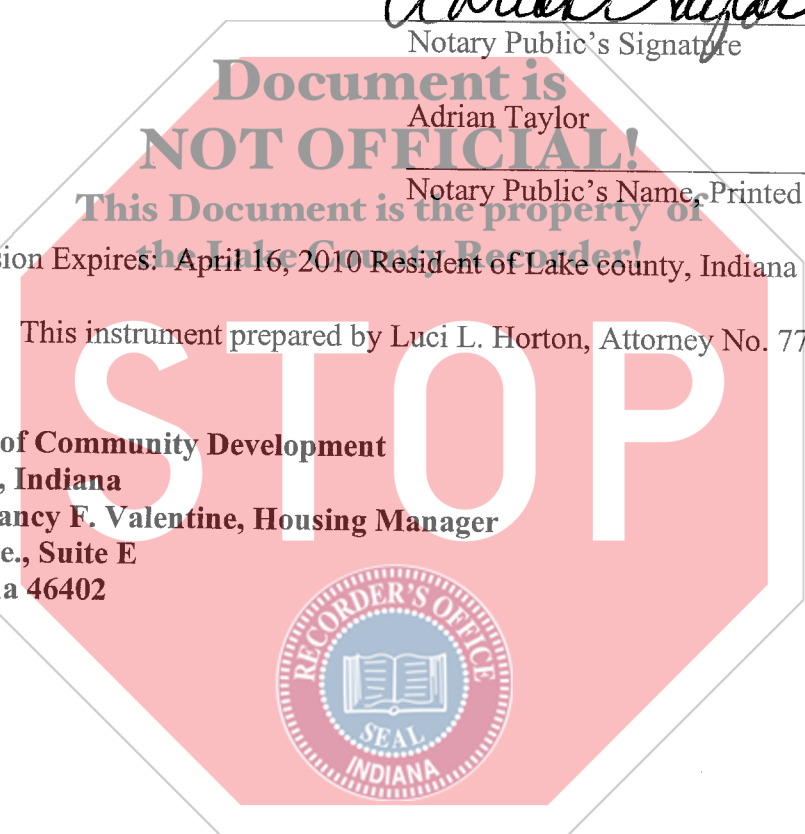 Adrian Taylor
Notary Public's Signature
Document is
Adrian Taylor
NOT OFFICIAL!
Notary Public's Name, Printed
This Document is the property of
the Lake County Recorder!
sion Expires: April 16, 2010 Resident of Lake county, Indiana
This instrument prepared by Luci L. Horton, Attorney No. 77
STOP
of Community Development
, Indiana
ancy F. Valentine, Housing Manager
e., Suite E
a 46402
RECORDER'S OFFICE
SEAL
INDIANA